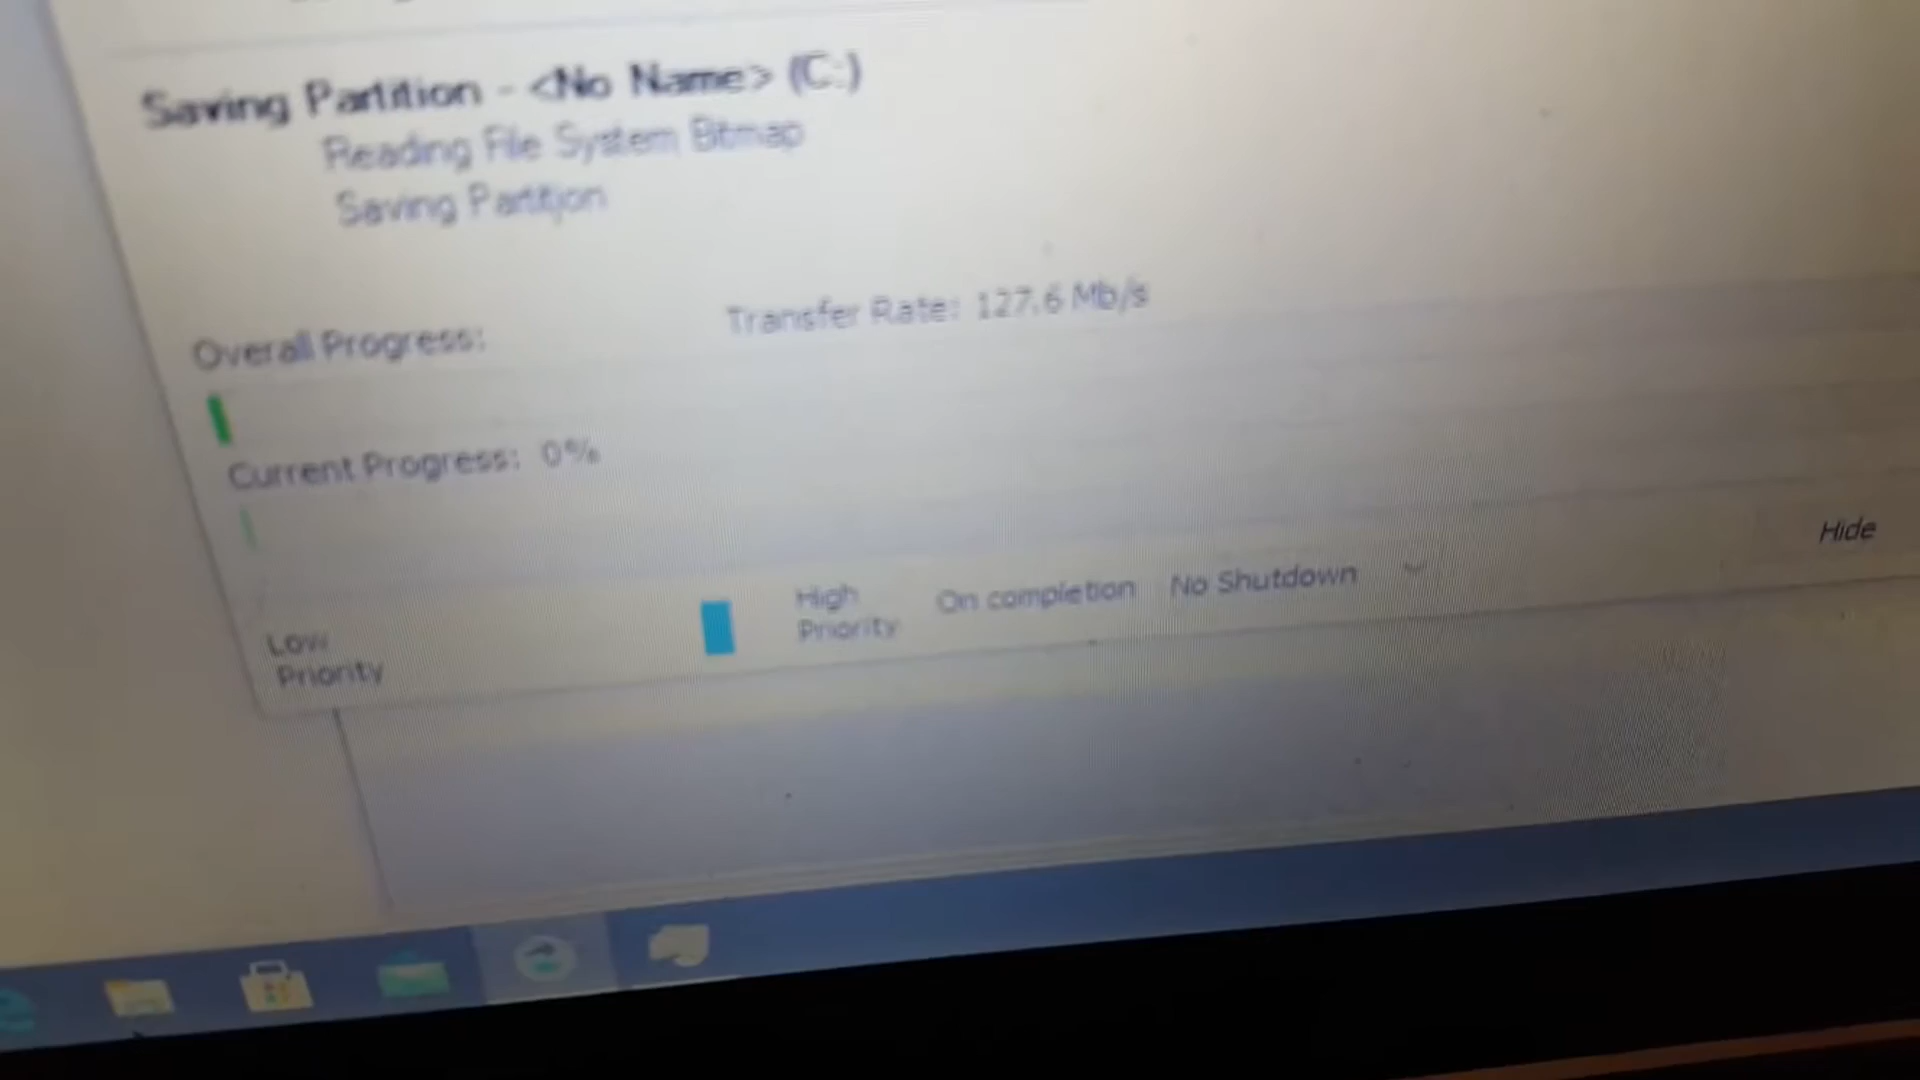 Saving Partition - <No Name> (C:)
Reading File System Bitmap
Saving Partition
Transfer Rate: 127.6 Mb/s
Overall Progress:
Current Progress: 0%
Hide
Low
Priority
High
Priority
On completion
No Shutdown